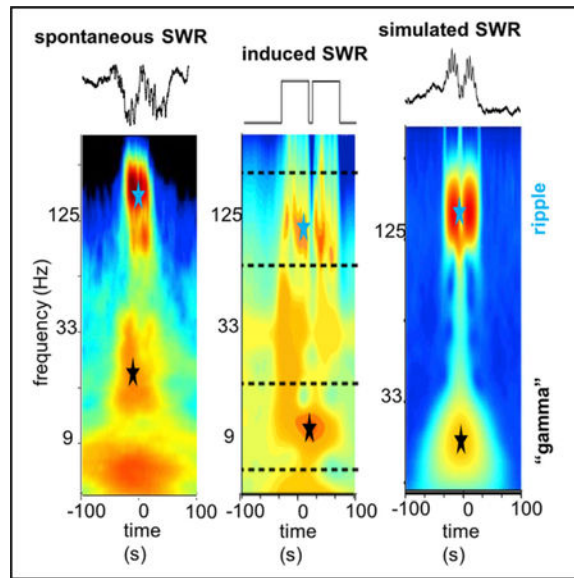 spontaneous SWR
induced SWR
simulated SWR
frequency (Hz)
125
33
9
-100 0 100
time
(s)
125
33
9
-100 0 100
time
(s)
125
33
-100 0 100
time
(s)
ripple
“gamma”